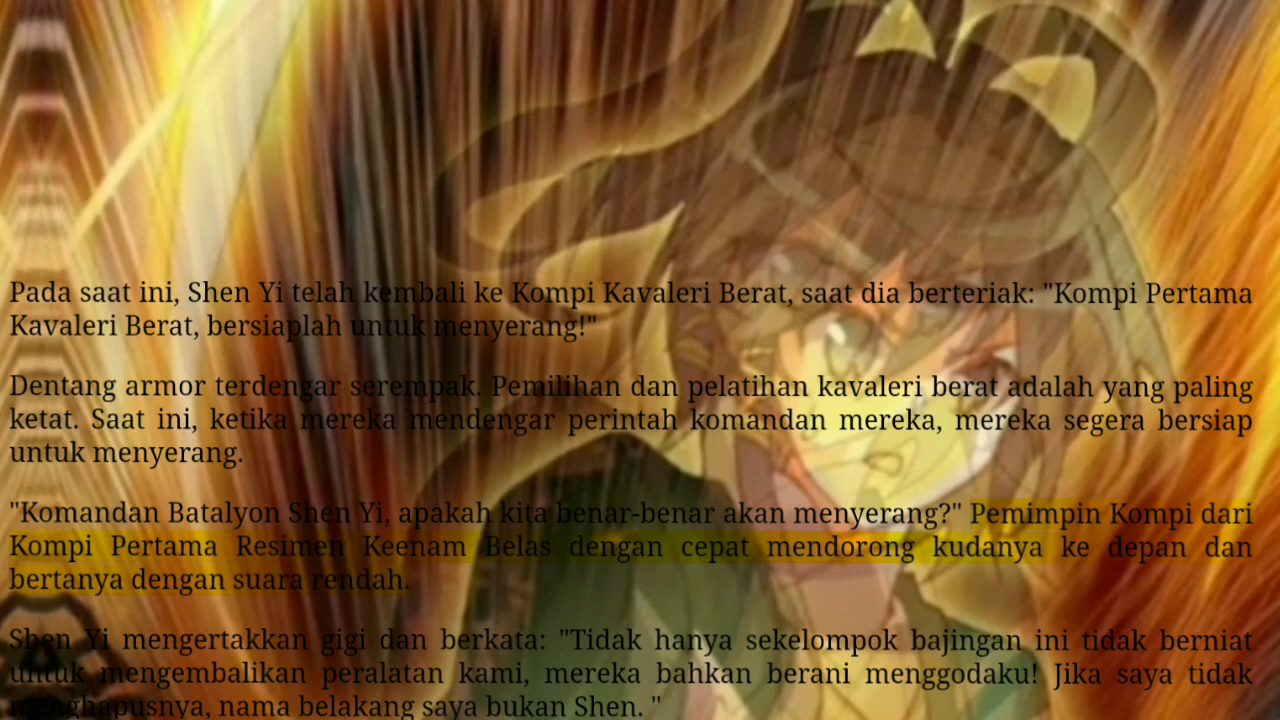 Pada saat ini, Shen Yi telah kembali ke Kompi Kavaleri Berat, saat dia berteriak: "Kompi Pertama
Kavaleri Berat, bersiaplah untuk menyerang!"
Dentang armor terdengar serempak. Pemilihan dan pelatihan kavaleri berat adalah yang paling
ketat. Saat ini, ketika mereka mendengar perintah komandan mereka, mereka segera bersiap
untuk menyerang.
"Komandan Batalyon Shen Yi, apakah kita benar-benar akan menyerang?" Pemimpin Kompi dari
Kompi Pertama Resimen Keenam Belas dengan cepat mendorong kudanya ke depan dan
bertanya dengan suara rendah.
Shen Yi mengertakkan gigi dan berkata: "Tidak hanya sekelompok bajingan ini tidak berniat
untuk mengembalikan peralatan kami, mereka bahkan berani menggodaku! Jika saya tidak
menghapusnya, nama belakang saya bukan Shen. "